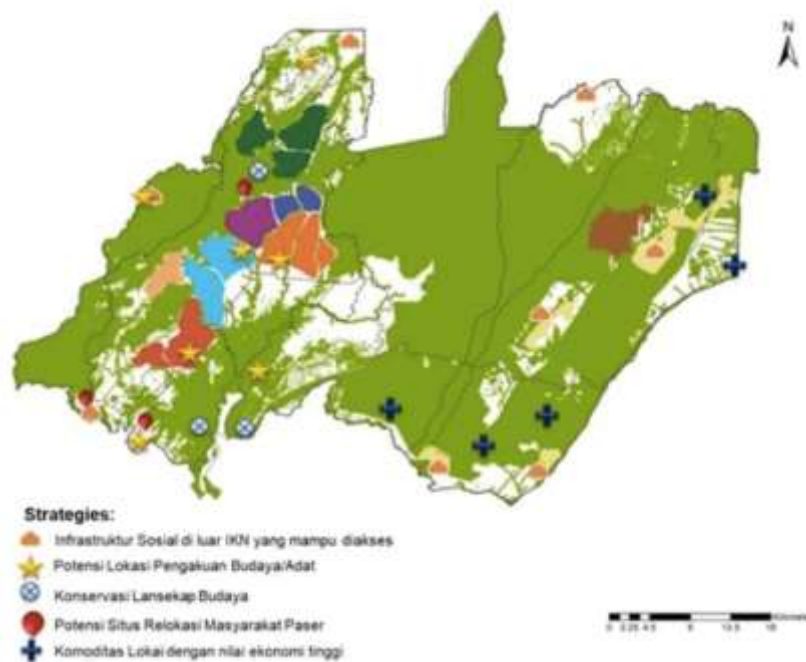 N
Strategies:
Infrastruktur Sosial di luar IKN yang mampu diakses
Potensi Lokasi Pengakuan Budaya/Adat
Konservasi Lansekap Budaya
Potensi Situs Relokasi Masyarakat Paser
Komoditas Lokal dengan nilai ekonomi tinggi